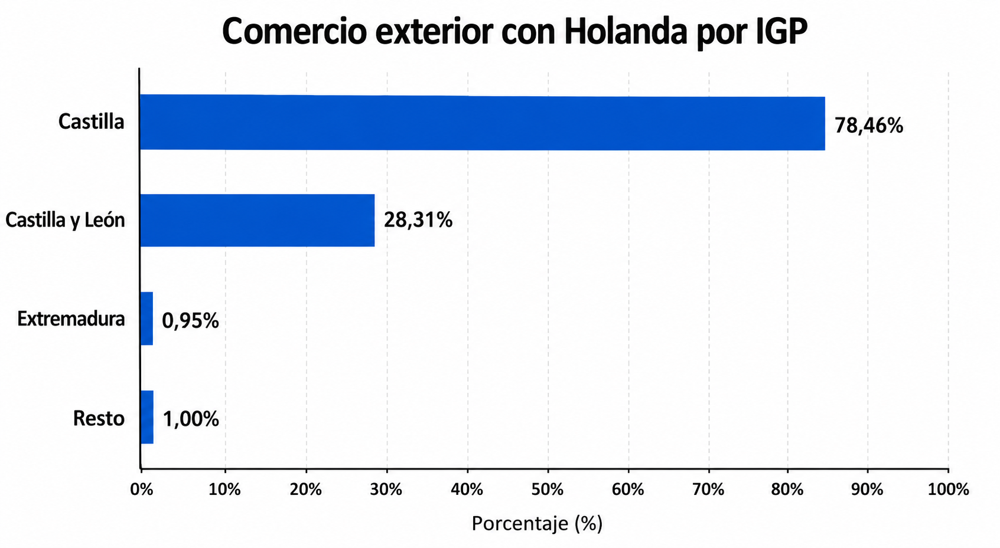 Comercio exterior con Holanda por IGP
Castilla
78,46%
Castilla y León
28,31%
Extremadura
0,95%
Resto
1,00%
0% 10% 20% 30% 40% 50% 60% 70% 80% 90% 100%
Porcentaje (%)